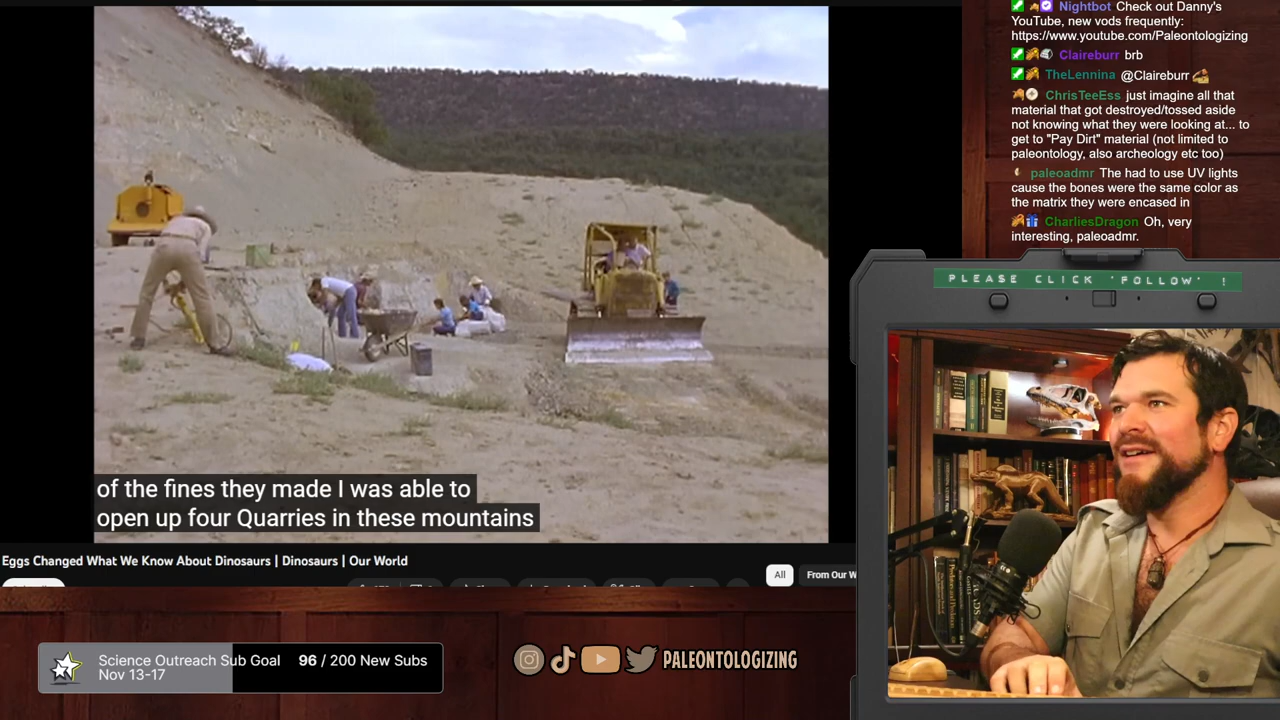 of the fines they made I was able to
open up four Quarries in these mountains
Eggs Changed What We Know About Dinosaurs | Dinosaurs | Our World
All
From Our W
Nightbot Check out Danny's
YouTube, new vods frequently:
https://www.youtube.com/Paleontologizing
Claireburr brb
TheLennina @Claireburr
ChrisTeeEss just imagine all that
material that got destroyed/tossed aside
not knowing what they were looking at... to
get to "Pay Dirt" material (not limited to
paleontology, also archeology etc too)
paleoadmr The had to use UV lights
cause the bones were the same color as
the matrix they were encased in
CharliesDragon Oh, very
interesting, paleoadmr.
PLEASE CLICK "FOLLOW" !
Science Outreach Sub Goal 96 / 200 New Subs
Nov 13-17
PALEONTOLOGIZING